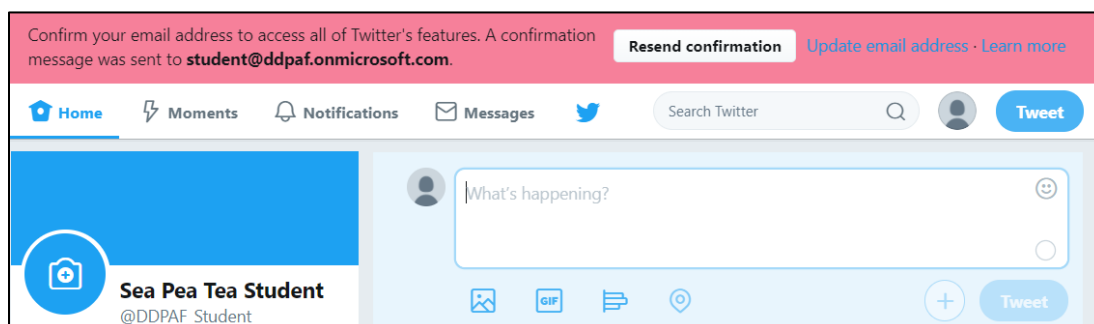 Confirm your email address to access all of Twitter's features. A confirmation
message was sent to student@ddpaf.onmicrosoft.com.
Resend confirmation
Update email address · Learn more
Home
Moments
Notifications
Messages
Search Twitter
Tweet
What's happening?
Sea Pea Tea Student
@DDPAF_Student
GIF
Tweet